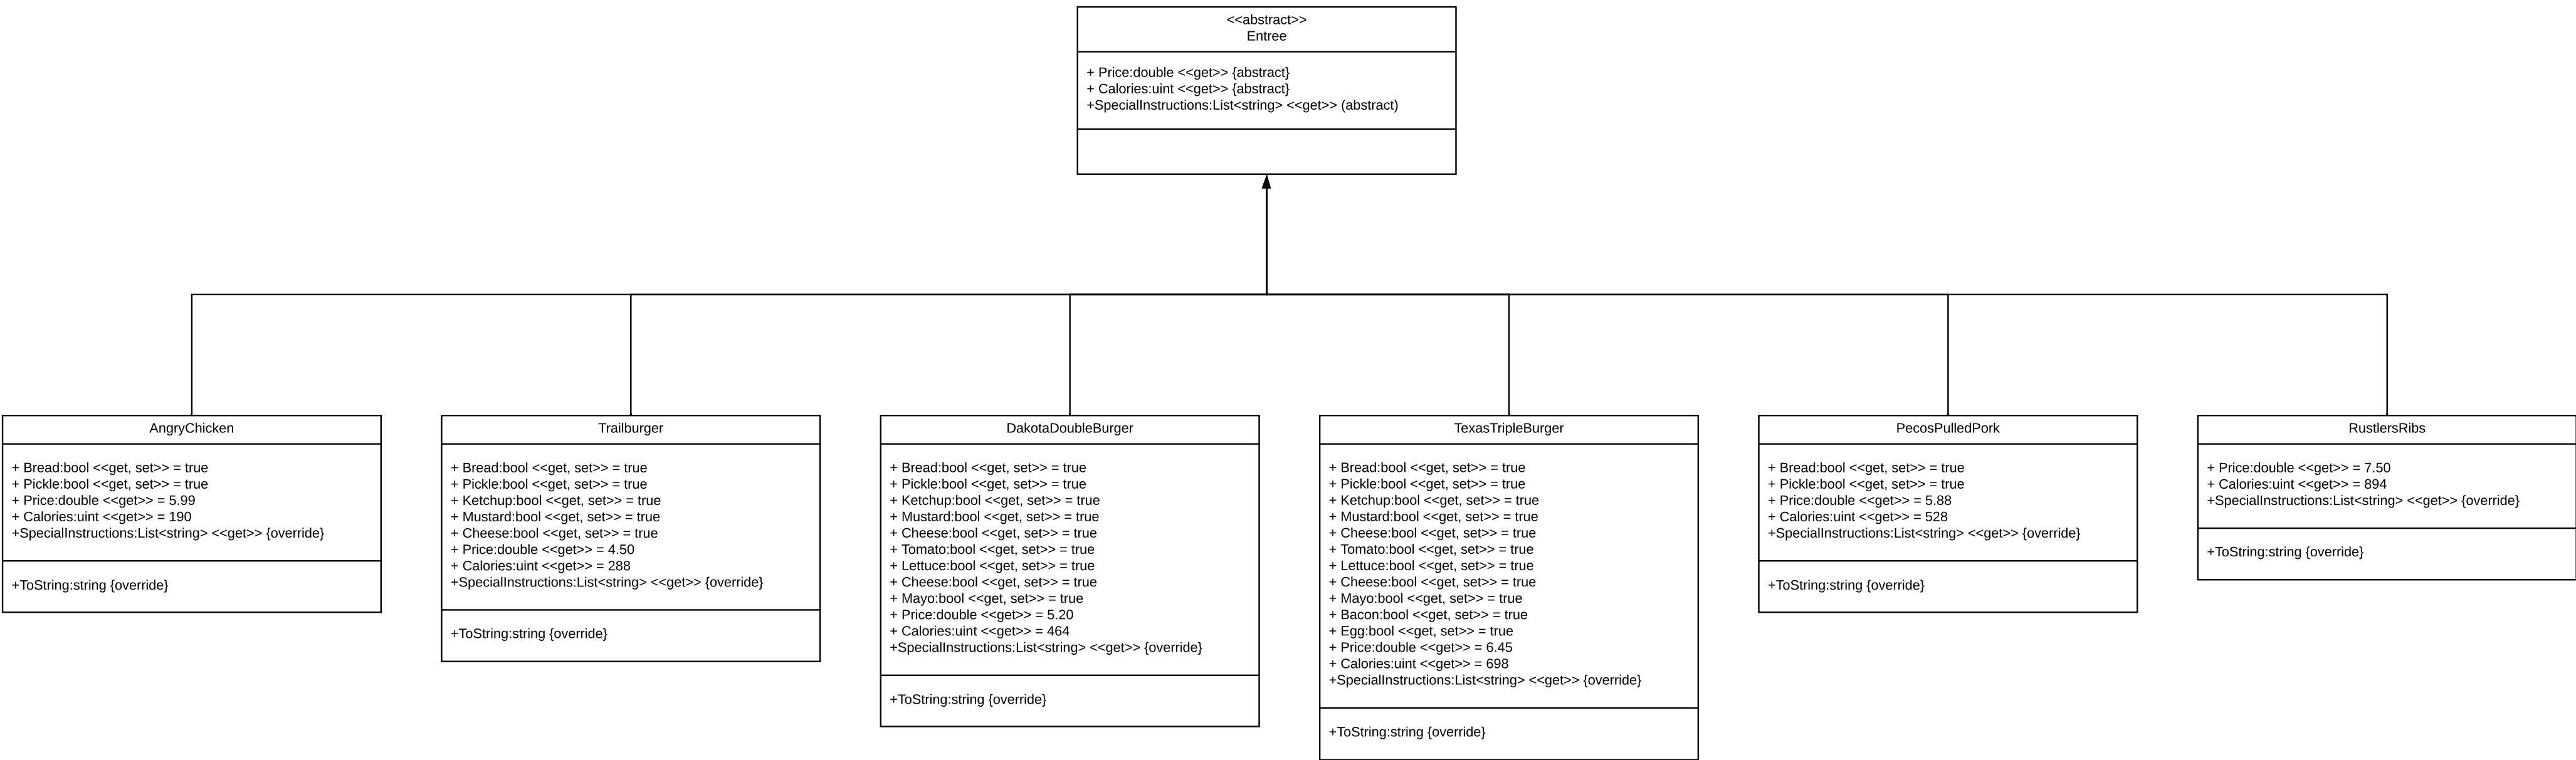 <<abstract>>
Entree
+ Price:double <<get>> {abstract}
+ Calories:uint <<get>> {abstract}
+SpecialInstructions:List<string> <<get>> (abstract)
AngryChicken
+ Bread:bool <<get, set>> = true
+ Pickle:bool <<get, set>> = true
+ Price:double <<get>> = 5.99
+ Calories:uint <<get>> = 190
+SpecialInstructions:List<string> <<get>> {override}
+ToString:string {override}
Trailburger
+ Bread:bool <<get, set>> = true
+ Pickle:bool <<get, set>> = true
+ Ketchup:bool <<get, set>> = true
+ Mustard:bool <<get, set>> = true
+ Cheese:bool <<get, set>> = true
+ Price:double <<get>> = 4.50
+ Calories:uint <<get>> = 288
+SpecialInstructions:List<string> <<get>> {override}
+ToString:string {override}
DakotaDoubleBurger
+ Bread:bool <<get, set>> = true
+ Pickle:bool <<get, set>> = true
+ Ketchup:bool <<get, set>> = true
+ Mustard:bool <<get, set>> = true
+ Cheese:bool <<get, set>> = true
+ Tomato:bool <<get, set>> = true
+ Lettuce:bool <<get, set>> = true
+ Cheese:bool <<get, set>> = true
+ Mayo:bool <<get, set>> = true
+ Price:double <<get>> = 5.20
+ Calories:uint <<get>> = 464
+SpecialInstructions:List<string> <<get>> {override}
+ToString:string {override}
TexasTripleBurger
+ Bread:bool <<get, set>> = true
+ Pickle:bool <<get, set>> = true
+ Ketchup:bool <<get, set>> = true
+ Mustard:bool <<get, set>> = true
+ Cheese:bool <<get, set>> = true
+ Tomato:bool <<get, set>> = true
+ Lettuce:bool <<get, set>> = true
+ Cheese:bool <<get, set>> = true
+ Mayo:bool <<get, set>> = true
+ Bacon:bool <<get, set>> = true
+ Egg:bool <<get, set>> = true
+ Price:double <<get>> = 6.45
+ Calories:uint <<get>> = 698
+SpecialInstructions:List<string> <<get>> {override}
+ToString:string {override}
PecosPulledPork
+ Bread:bool <<get, set>> = true
+ Pickle:bool <<get, set>> = true
+ Price:double <<get>> = 5.88
+ Calories:uint <<get>> = 528
+SpecialInstructions:List<string> <<get>> {override}
+ToString:string {override}
RustlersRibs
+ Price:double <<get>> = 7.50
+ Calories:uint <<get>> = 894
+SpecialInstructions:List<string> <<get>> {override}
+ToString:string {override}